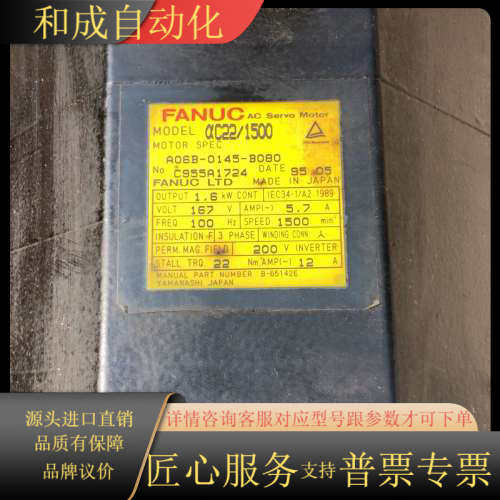 和成自动化
FANUC AC Servo Motor
MODEL αC22/1500
MOTOR SPEC
A06B-0145-B080
No C955A1724 DATE 95.05
FANUC LTD MADE IN JAPAN
OUTPUT 1.6 kW CONT IEC34-1/A2 1989
VOLT 167 V AMP(~) 5.7 A
FREQ 100 Hz SPEED 1500 min⁻¹
INSULATION-F 3 PHASE WINDING CONN 人
PERM. MAG. FIELD 200 V INVERTER
STALL TRQ. 22 Nm AMP(~) 12 A
MANUAL PART NUMBER B-65142E
YAMANASHI JAPAN
源头进口直销
品质有保障
品牌议价
详情咨询客服对应型号跟参数才可下单
匠心服务 支持 普票专票